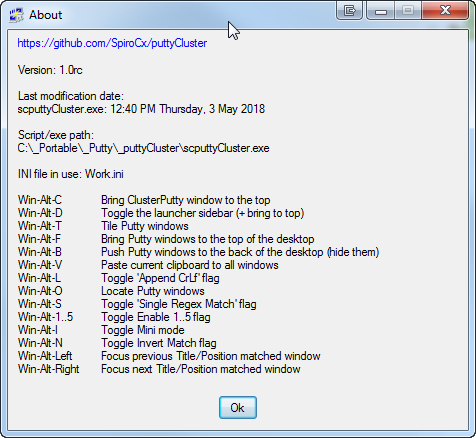 About
https://github.com/SpiroCx/puttyCluster
Version: 1.0rc
Last modification date:
scputtyCluster.exe: 12:40 PM Thursday, 3 May 2018
Script/exe path:
C:\_Portable\_Putty\_puttyCluster\scputtyCluster.exe
INI file in use: Work.ini
Win-Alt-C Bring ClusterPutty window to the top
Win-Alt-D Toggle the launcher sidebar (+ bring to top)
Win-Alt-T Tile Putty windows
Win-Alt-F Bring Putty windows to the top of the desktop
Win-Alt-B Push Putty windows to the back of the desktop (hide them)
Win-Alt-V Paste current clipboard to all windows
Win-Alt-L Toggle 'Append CrLf' flag
Win-Alt-O Locate Putty windows
Win-Alt-S Toggle 'Single Regex Match' flag
Win-Alt-1..5 Toggle Enable 1..5 flag
Win-Alt-I Toggle Mini mode
Win-Alt-N Toggle Invert Match flag
Win-Alt-Left Focus previous Title/Position matched window
Win-Alt-Right Focus next Title/Position matched window
Ok